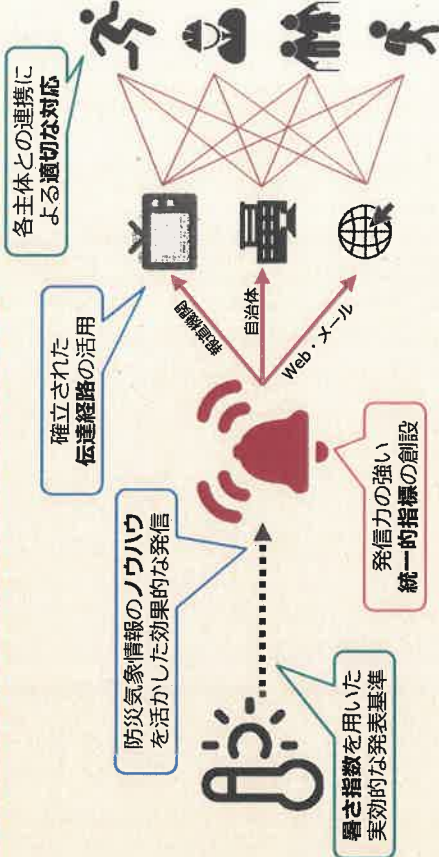 暑さ指数を用いた
実効的な発表基準
防災気象情報のノウハウ
を活かした効果的な発信
発信力の強い
統一的指標の創設
確立された
伝達経路の活用
報道機関
自治体
Web・メール
各主体との連携に
よる適切な対応